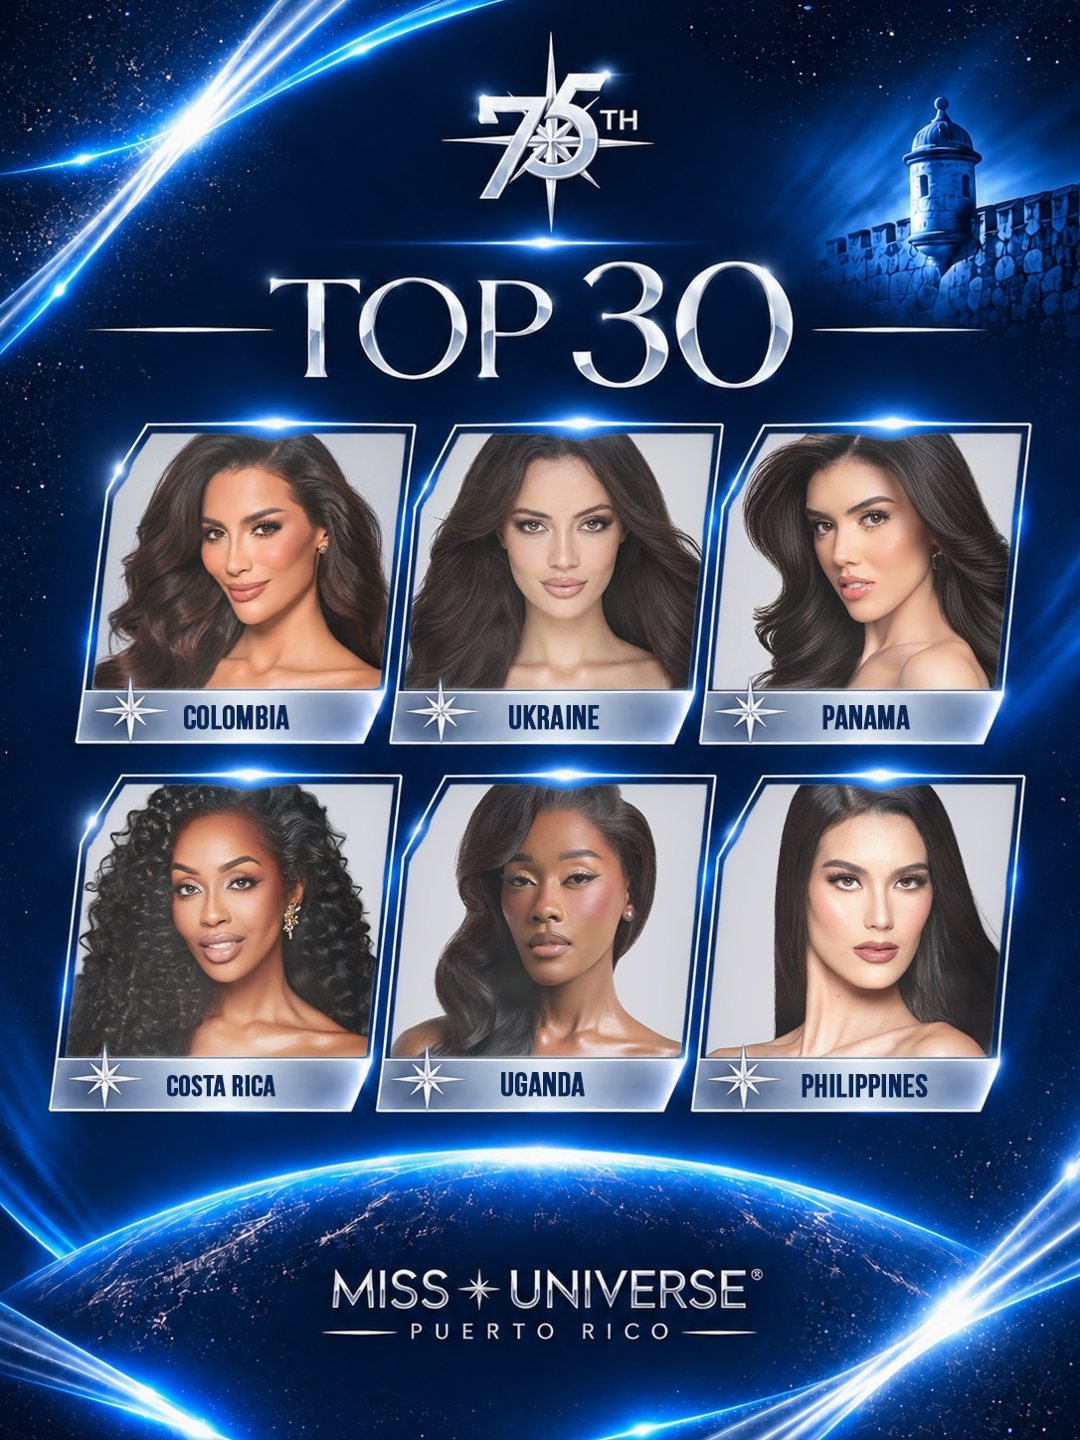 75TH
TOP 30
COLOMBIA
UKRAINE
PANAMA
COSTA RICA
UGANDA
PHILIPPINES
MISS UNIVERSE®
PUERTO RICO